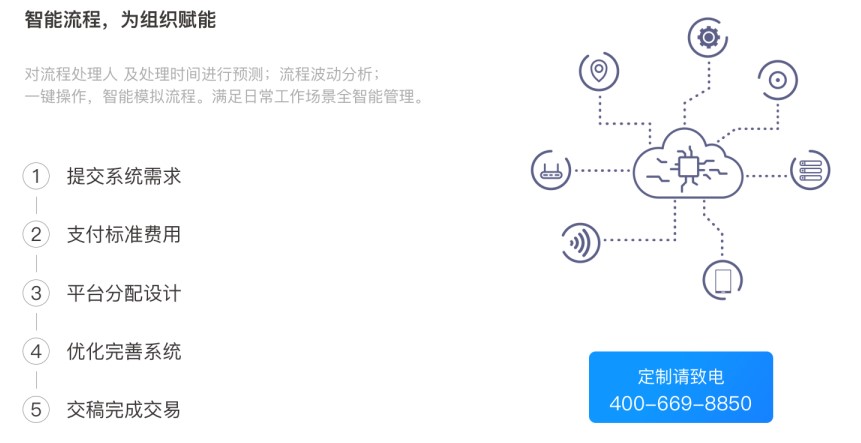 智能流程，为组织赋能
对流程处理人 及处理时间进行预测；流程波动分析；
一键操作，智能模拟流程。满足日常工作场景全智能管理。
1 提交系统需求
2 支付标准费用
3 平台分配设计
4 优化完善系统
5 交稿完成交易
定制请致电
400-669-8850